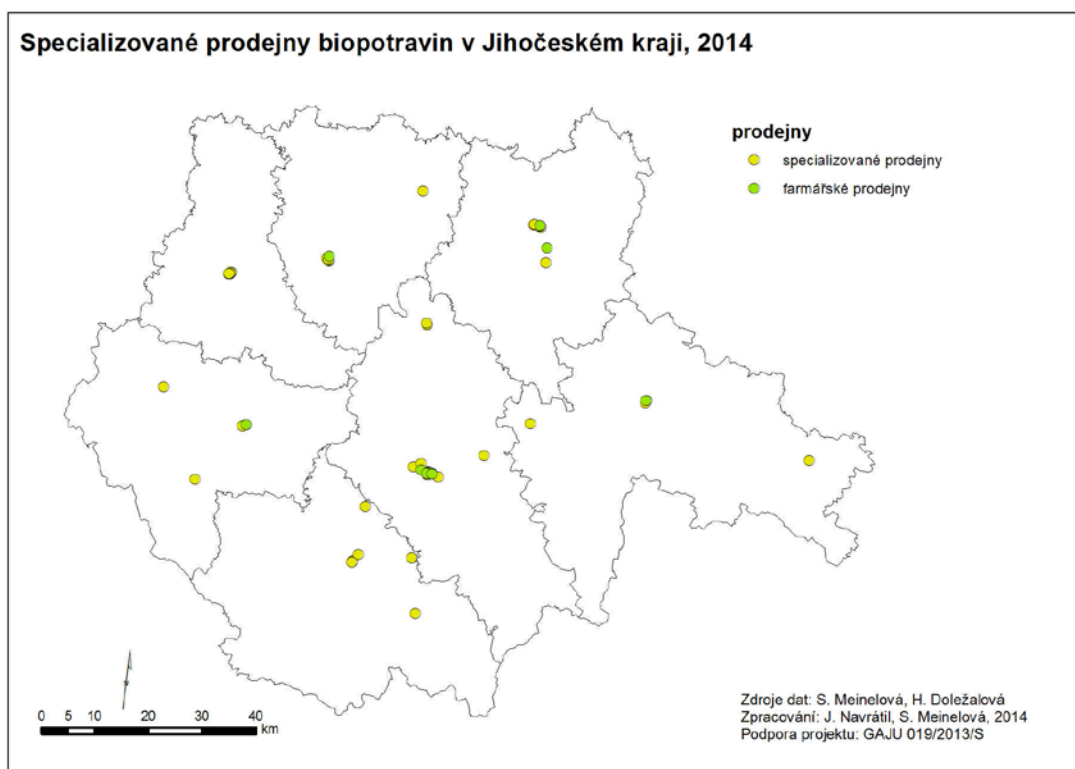 Specializované prodejny biopotravin v Jihočeském kraji, 2014
prodejny
specializované prodejny
farmářské prodejny
0 5 10 20 30 40
km
Zdroje dat: S. Meinelová, H. Doležalová
Zpracování: J. Navrátil, S. Meinelová, 2014
Podpora projektu: GAJU 019/2013/S